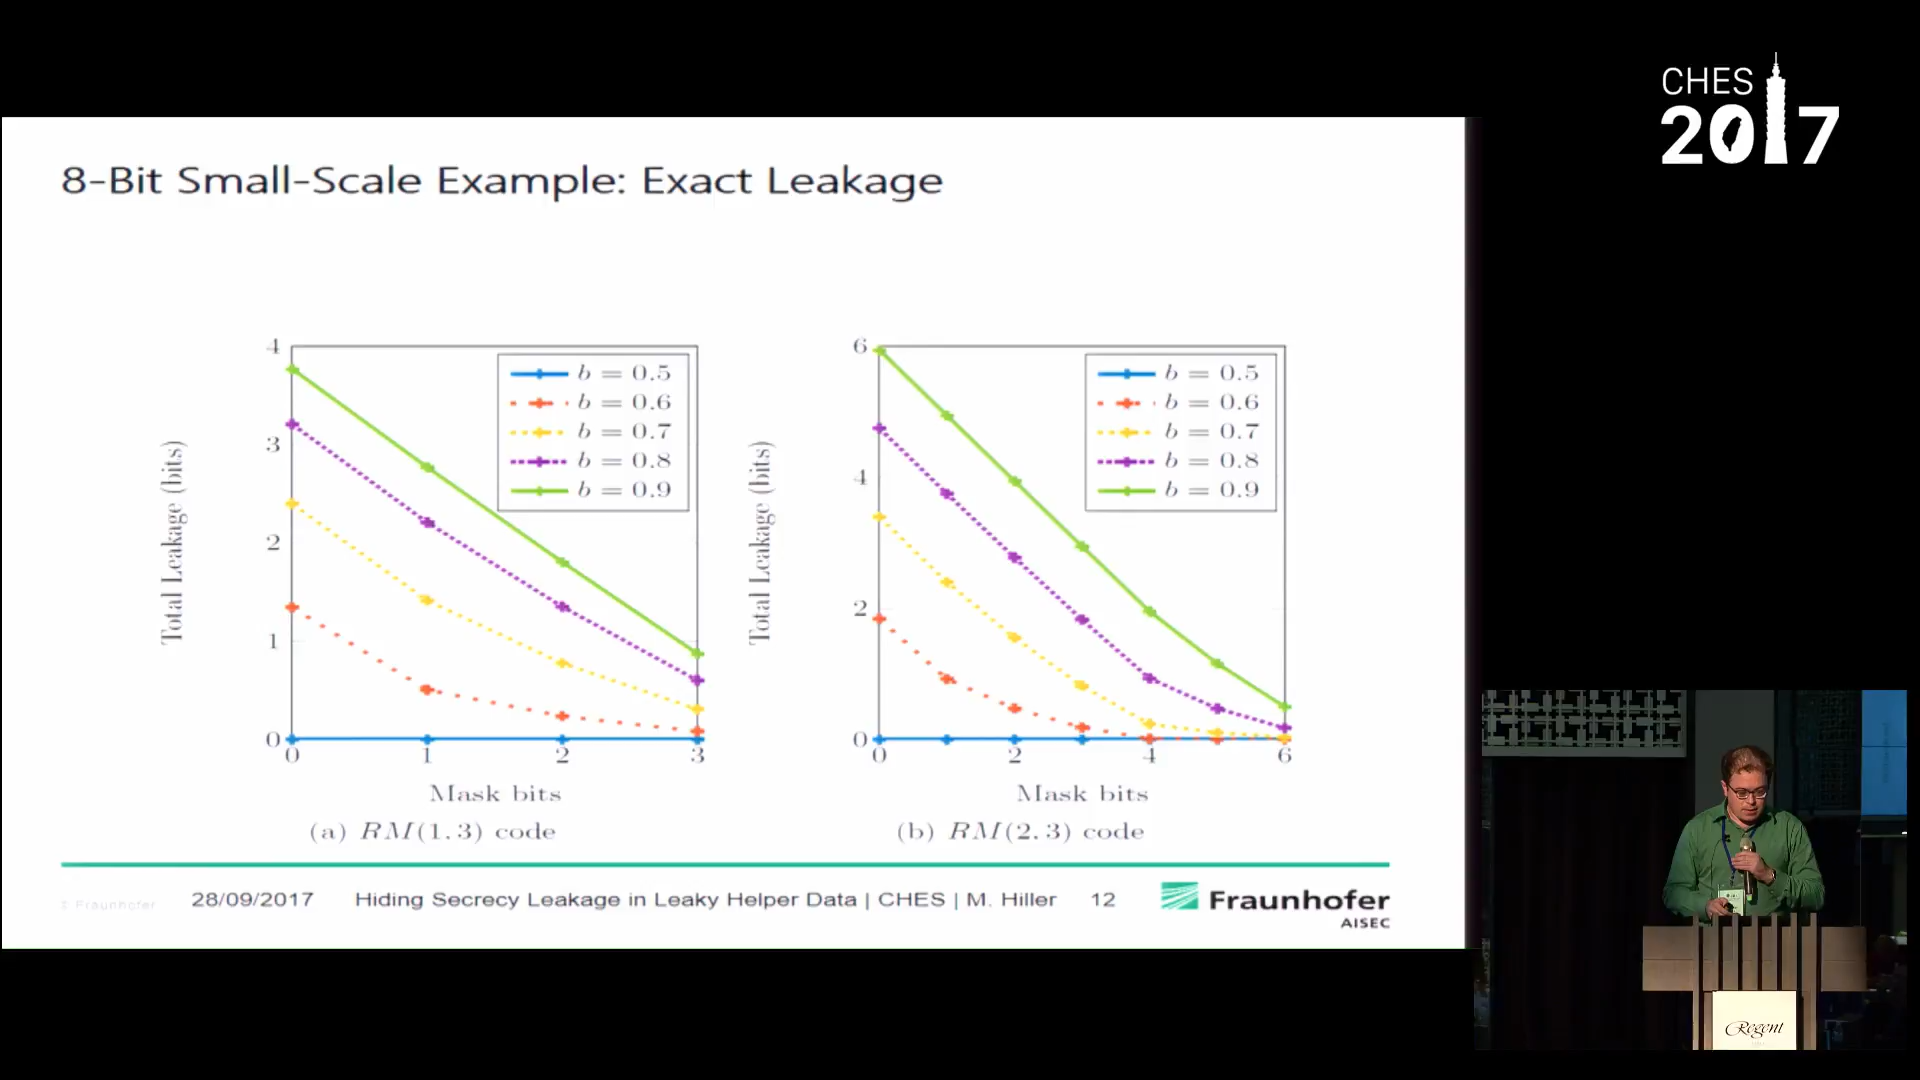 CHES
2017
8-Bit Small-Scale Example: Exact Leakage
4
3
2
1
0
0
1
2
3
Total Leakage (bits)
Mask bits
b = 0.5
b = 0.6
b = 0.7
b = 0.8
b = 0.9
(a) RM(1,3) code
6
4
2
0
0
2
4
6
Total Leakage (bits)
Mask bits
b = 0.5
b = 0.6
b = 0.7
b = 0.8
b = 0.9
(b) RM(2,3) code
© Fraunhofer
28/09/2017
Hiding Secrecy Leakage in Leaky Helper Data | CHES | M. Hiller
12
Fraunhofer
AISEC
Regent